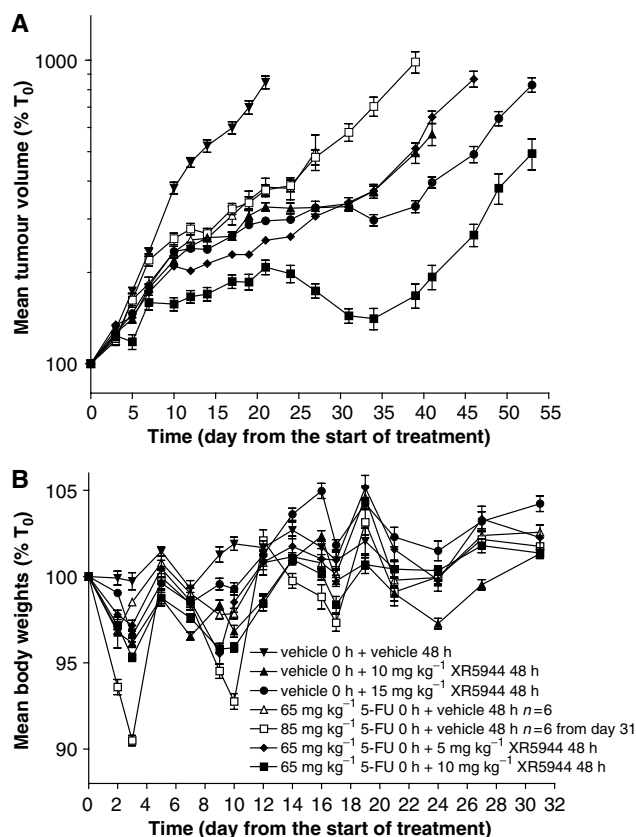 A
Mean tumour volume (% T₀)
1000
100
0 5 10 15 20 25 30 35 40 45 50 55
Time (day from the start of treatment)
B
Mean body weights (% T₀)
105
100
95
90
vehicle 0 h + vehicle 48 h
vehicle 0 h + 10 mg kg⁻¹ XR5944 48 h
vehicle 0 h + 15 mg kg⁻¹ XR5944 48 h
65 mg kg⁻¹ 5-FU 0 h + vehicle 48 h n=6
85 mg kg⁻¹ 5-FU 0 h + vehicle 48 h n=6 from day 31
65 mg kg⁻¹ 5-FU 0 h + 5 mg kg⁻¹ XR5944 48 h
65 mg kg⁻¹ 5-FU 0 h + 10 mg kg⁻¹ XR5944 48 h
0 2 4 6 8 10 12 14 16 18 20 22 24 26 28 30 32
Time (day from the start of treatment)